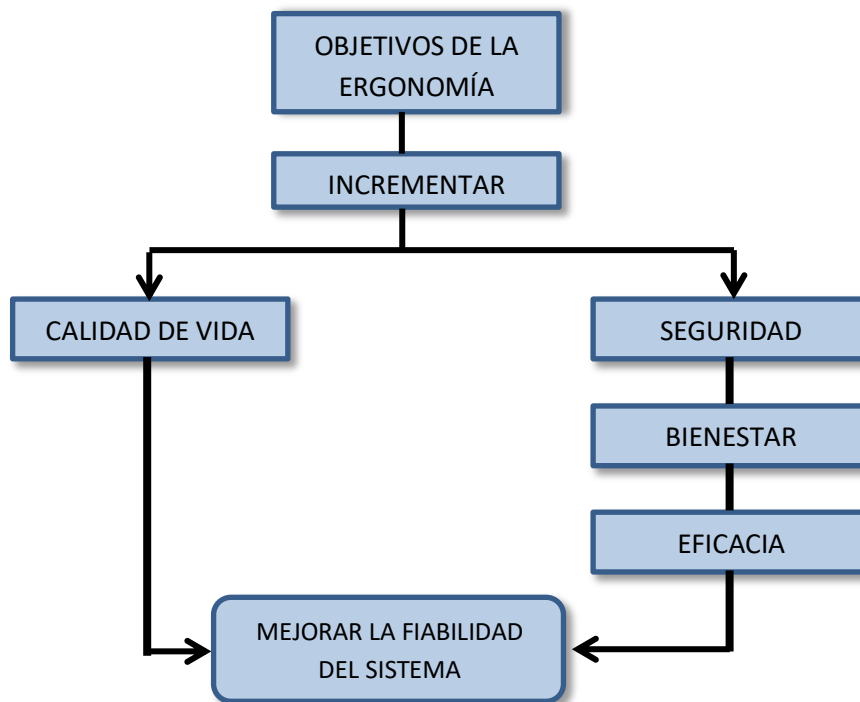 OBJETIVOS DE LA
ERGONOMÍA
INCREMENTAR
CALIDAD DE VIDA
SEGURIDAD
BIENESTAR
EFICACIA
MEJORAR LA FIABILIDAD
DEL SISTEMA